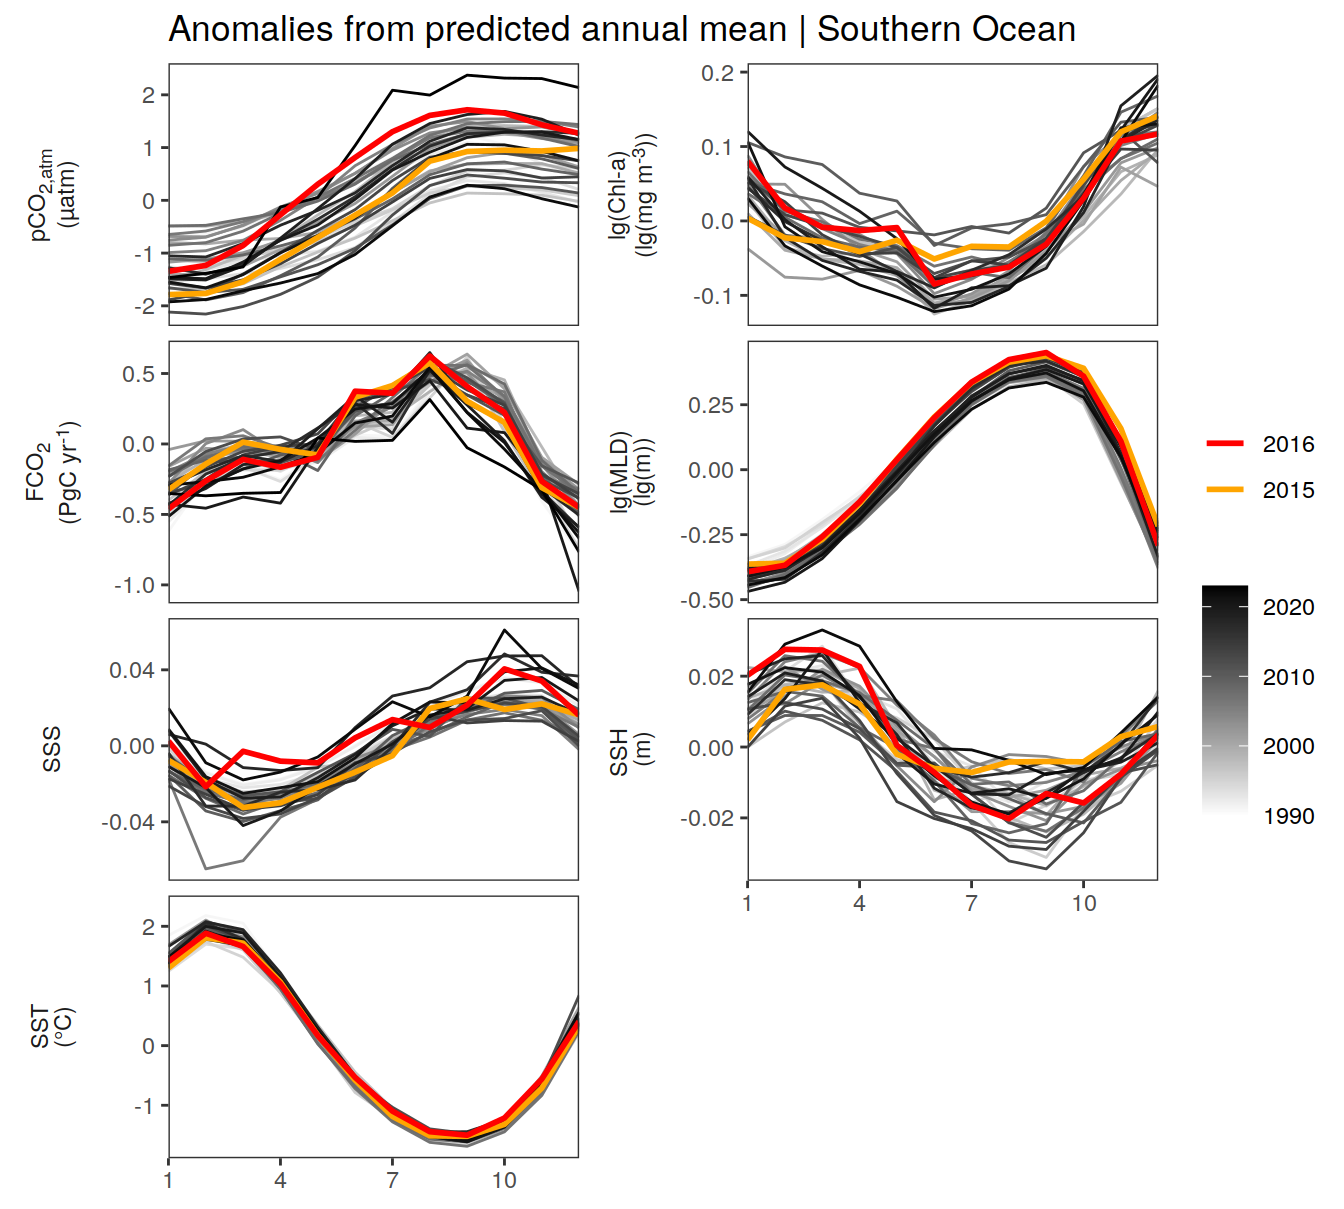 Anomalies from predicted annual mean | Southern Ocean
pCO2,atm
(µatm)
2
1
0
-1
-2
lg(Chl-a)
(lg(mg m-3))
0.2
0.1
0.0
-0.1
FCO2
(PgC yr-1)
0.5
0.0
-0.5
-1.0
lg(MLD)
(lg(m))
0.25
0.00
-0.25
-0.50
2016
2015
2020
2010
2000
1990
SSS
0.04
0.00
-0.04
SSH
(m)
0.02
0.00
-0.02
1 4 7 10
SST
(°C)
2
1
0
-1
1 4 7 10